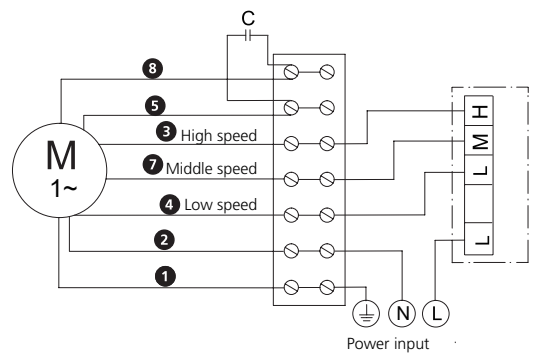 C
8
5
3 High speed
7 Middle speed
4 Low speed
2
1
M
1~
H
M
L
L
N
L
Power input